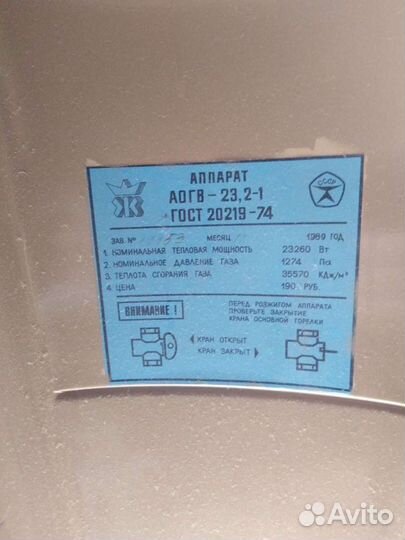 АППАРАТ
АОГВ-23,2-1
ГОСТ 20219-74
СССР
ЗАВ. № МЕСЯЦ 1989 ГОД
1. НОМИНАЛЬНАЯ ТЕПЛОВАЯ МОЩНОСТЬ 23260 Вт
2. НОМИНАЛЬНОЕ ДАВЛЕНИЕ ГАЗА 1274 Па
3. ТЕПЛОТА СГОРАНИЯ ГАЗА 35570 КДж/м³
4. ЦЕНА 190 РУБ.
ВНИМАНИЕ!
ПЕРЕД РОЗЖИГОМ АППАРАТА
ПРОВЕРЬТЕ ЗАКРЫТИЕ
КРАНА ОСНОВНОЙ ГОРЕЛКИ
КРАН ОТКРЫТ
КРАН ЗАКРЫТ
Avito